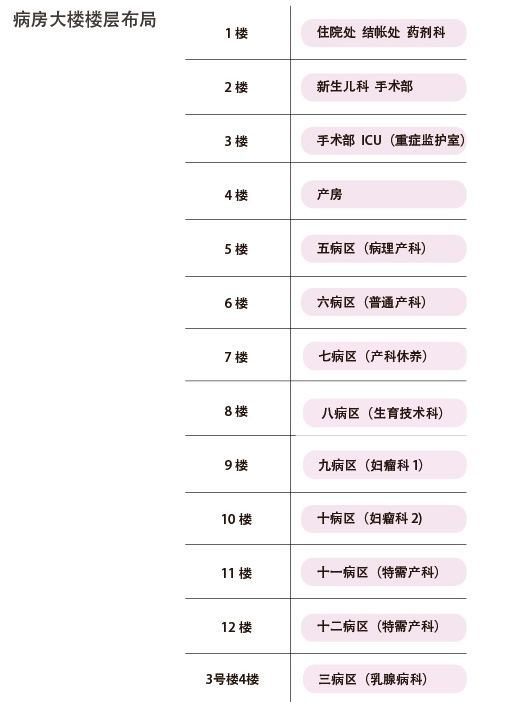 病房大楼楼层布局
1 楼 住院处 结帐处 药剂科
2 楼 新生儿科 手术部
3 楼 手术部 ICU（重症监护室）
4 楼 产房
5 楼 五病区（病理产科）
6 楼 六病区（普通产科）
7 楼 七病区（产科休养）
8 楼 八病区（生育技术科）
9 楼 九病区（妇瘤科 1）
10 楼 十病区（妇瘤科 2)
11 楼 十一病区（特需产科）
12 楼 十二病区（特需产科）
3号楼4楼 三病区（乳腺病科）